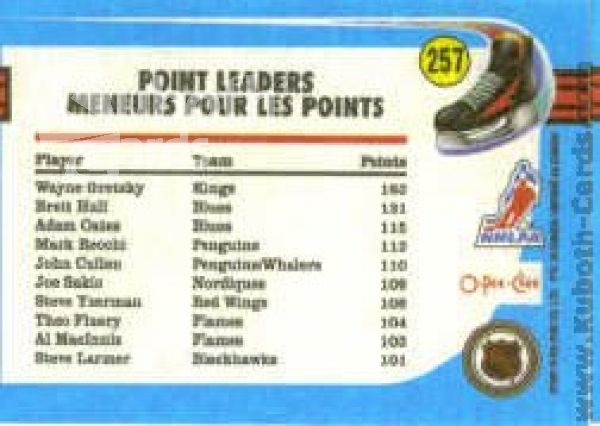 257
POINT LEADERS
MENEURS POUR LES POINTS
Player Team Points
Wayne Gretzky Kings 163
Brett Hull Blues 131
Adam Oates Blues 115
Mark Recchi Penguins 113
John Cullen Penguins/Whalers 110
Joe Sakic Nordiques 109
Steve Yzerman Red Wings 108
Theo Fleury Flames 104
Al MacInnis Flames 103
Steve Larmer Blackhawks 101
NHLPA
O-Pee-Chee
www.Kuboth-Cards.com